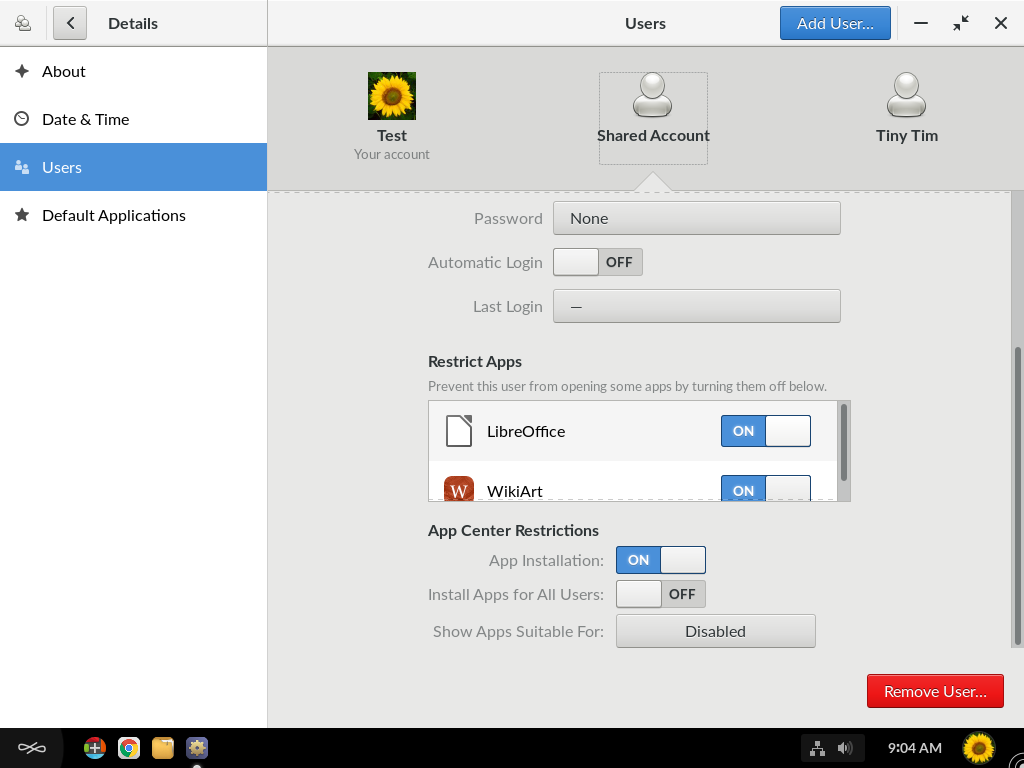 Details
Users
Add User...
About
Date & Time
Users
Default Applications
Test
Your account
Shared Account
Tiny Tim
Password
None
Automatic Login
OFF
Last Login
—
Restrict Apps
Prevent this user from opening some apps by turning them off below.
LibreOffice
ON
W
WikiArt
ON
App Center Restrictions
App Installation:
ON
Install Apps for All Users:
OFF
Show Apps Suitable For:
Disabled
Remove User...
9:04 AM